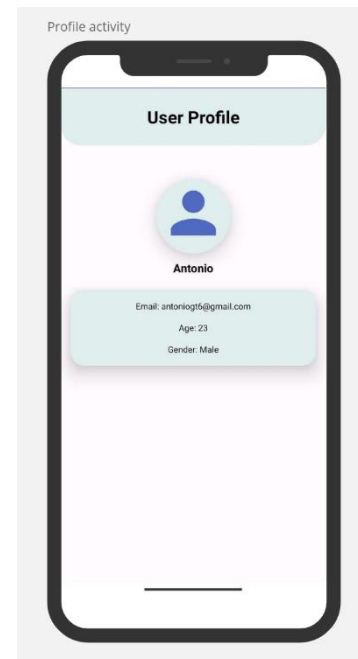 Profile activity
User Profile
Antonio
Email: antoniogt6@gmail.com
Age: 23
Gender: Male